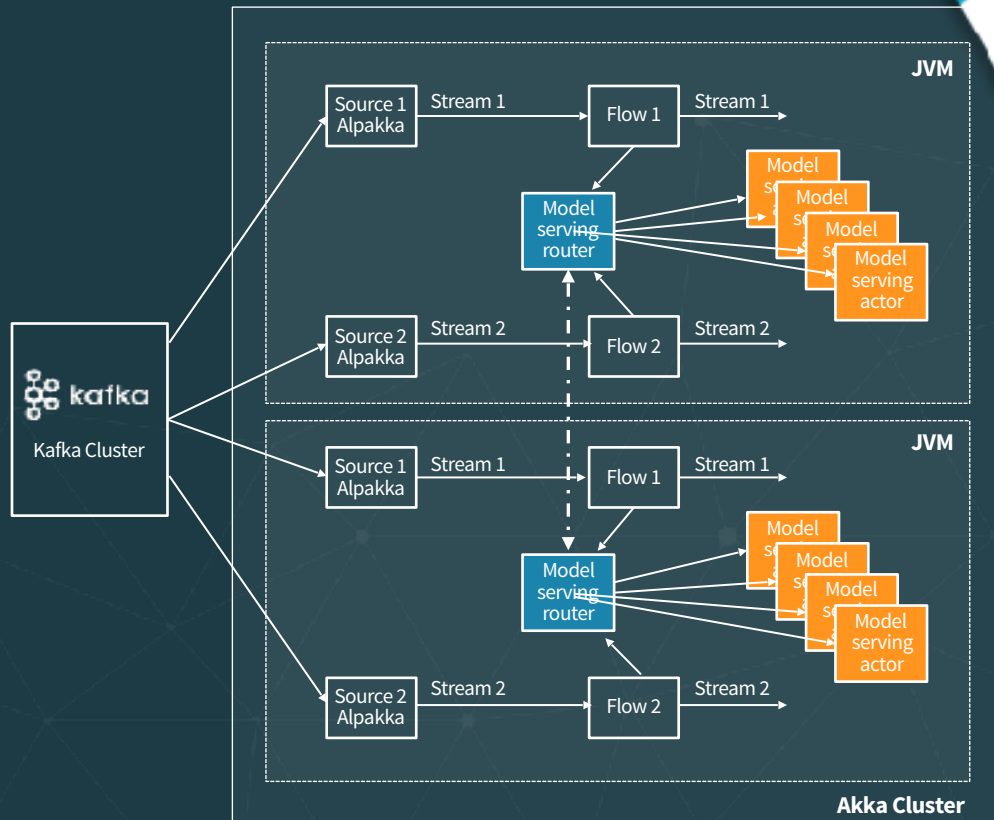 JVM
Source 1
Alpakka
Stream 1
Flow 1
Stream 1
Model
serving
router
Model
Model
Model
Model
serving
actor
Source 2
Alpakka
Stream 2
Flow 2
Stream 2
kafka
Kafka Cluster
JVM
Source 1
Alpakka
Stream 1
Flow 1
Stream 1
Model
serving
router
Model
Model
Model
Model
serving
actor
Source 2
Alpakka
Stream 2
Flow 2
Stream 2
Akka Cluster